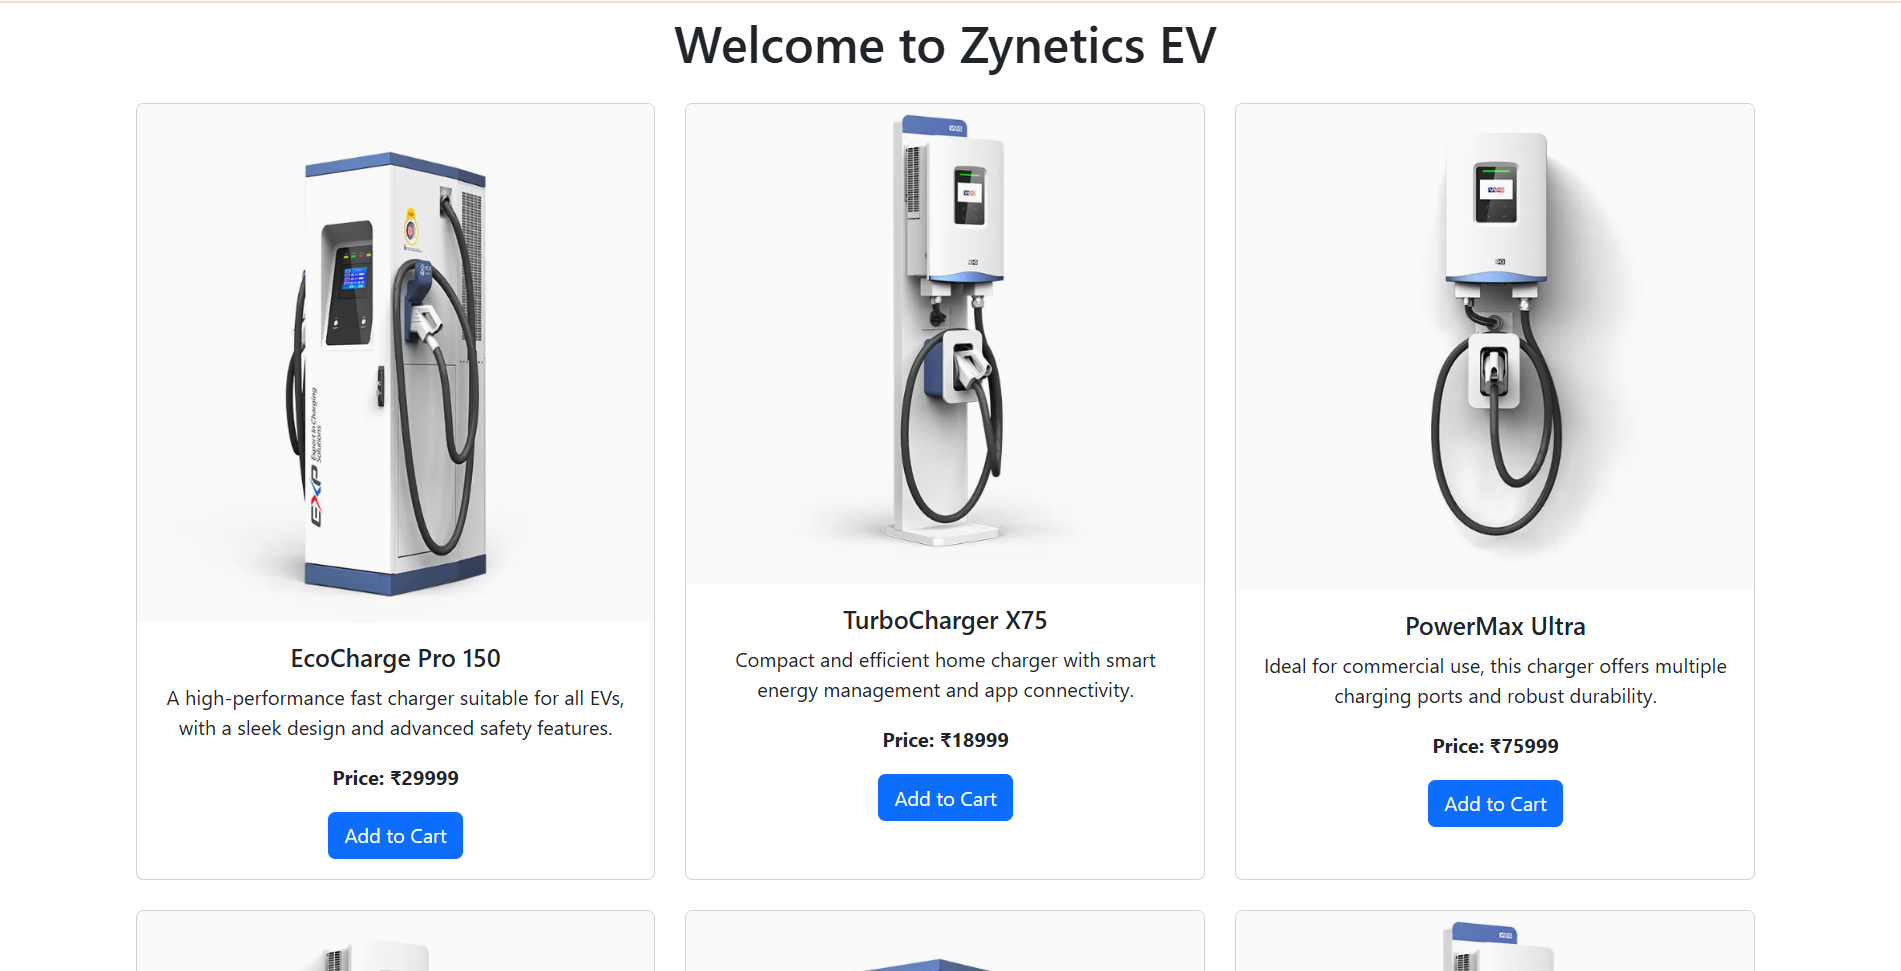 Welcome to Zynetics EV
EXP Expert in Charging
Solutions
EcoCharge Pro 150
A high-performance fast charger suitable for all EVs,
with a sleek design and advanced safety features.
Price: ₹29999
Add to Cart
TurboCharger X75
Compact and efficient home charger with smart
energy management and app connectivity.
Price: ₹18999
Add to Cart
PowerMax Ultra
Ideal for commercial use, this charger offers multiple
charging ports and robust durability.
Price: ₹75999
Add to Cart